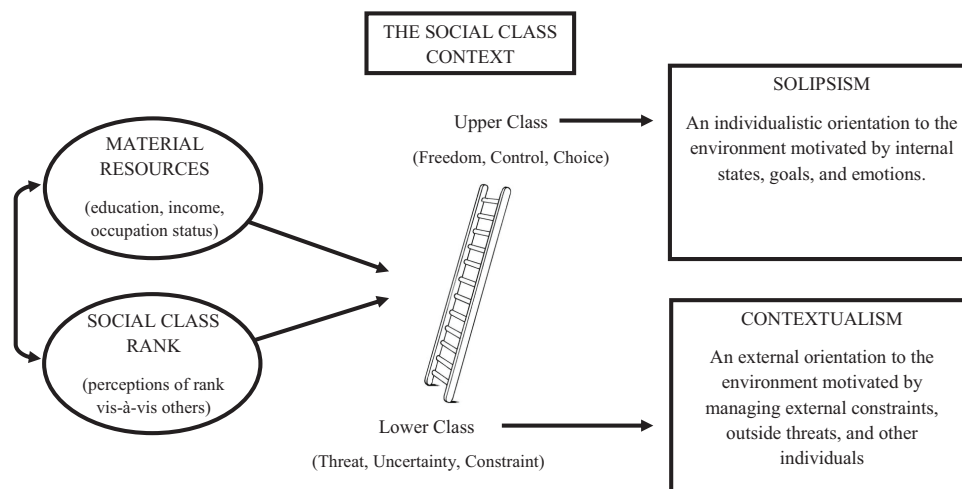 THE SOCIAL CLASS
CONTEXT
MATERIAL
RESOURCES
(education, income,
occupation status)
SOCIAL CLASS
RANK
(perceptions of rank
vis-à-vis others)
Upper Class
(Freedom, Control, Choice)
Lower Class
(Threat, Uncertainty, Constraint)
SOLIPSISM
An individualistic orientation to the
environment motivated by internal
states, goals, and emotions.
CONTEXTUALISM
An external orientation to the
environment motivated by
managing external constraints,
outside threats, and other
individuals